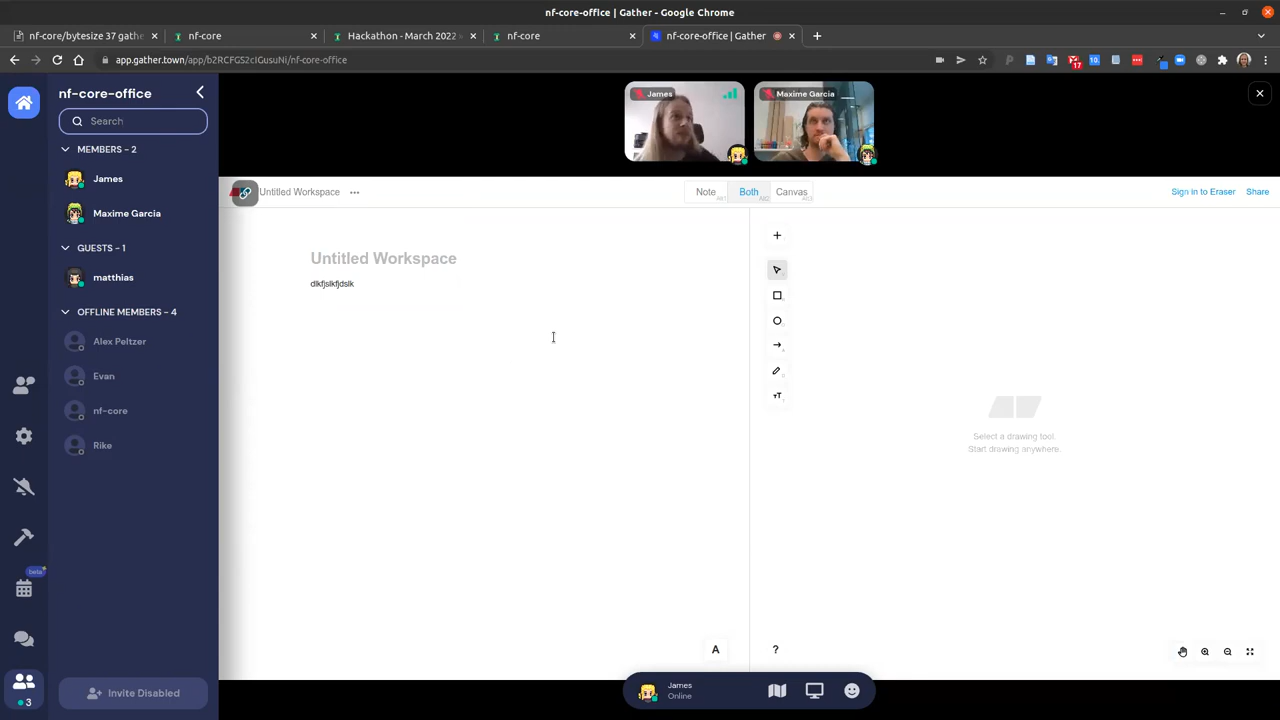 nf-core-office | Gather - Google Chrome
nf-core/bytesize 37 gathe
nf-core
Hackathon - March 2022
nf-core
nf-core-office | Gather
app.gather.town/app/b2RCFGS2cIGusuNi/nf-core-office
17
nf-core-office
Search
MEMBERS – 2
James
Maxime Garcia
GUESTS – 1
matthias
OFFLINE MEMBERS – 4
Alex Peltzer
Evan
nf-core
Rike
beta
3
Invite Disabled
James
Maxime Garcia
Untitled Workspace
Note
Both
Canvas
Sign in to Eraser
Share
Untitled Workspace
dlkfjslkfjdslk
Select a drawing tool.
Start drawing anywhere.
A
?
James
Online